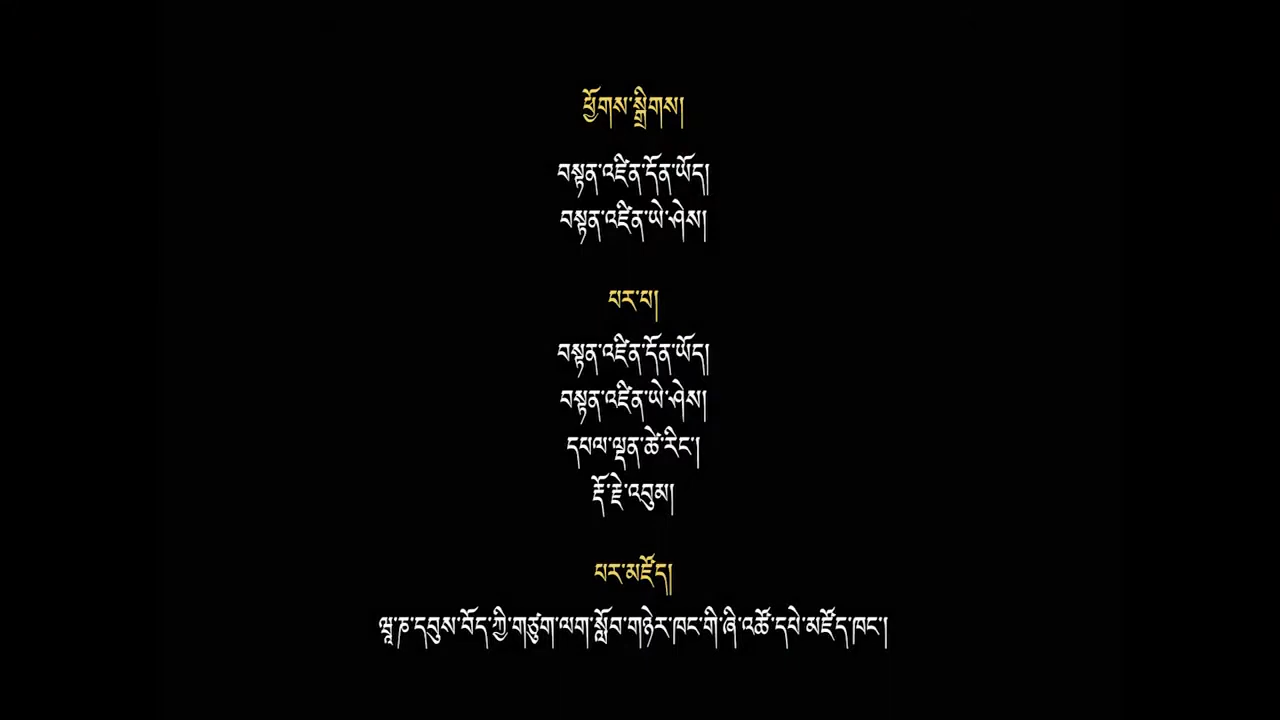 ཕྱོགས་སྒྲིགས།
བསྟན་འཛིན་དོན་ཡོད།
བསྟན་འཛིན་ཡེ་ཤེས།
པར་པ།
བསྟན་འཛིན་དོན་ཡོད།
བསྟན་འཛིན་ཡེ་ཤེས།
དཔལ་ལྡན་ཚེ་རིང་།
རྡོ་རྗེ་འབུམ།
པར་མཛོད།
ཝཱ་ཎ་དབུས་བོད་ཀྱི་གཙུག་ལག་སློབ་གཉེར་ཁང་གི་ཞི་འཚོ་དཔེ་མཛོད་ཁང་།